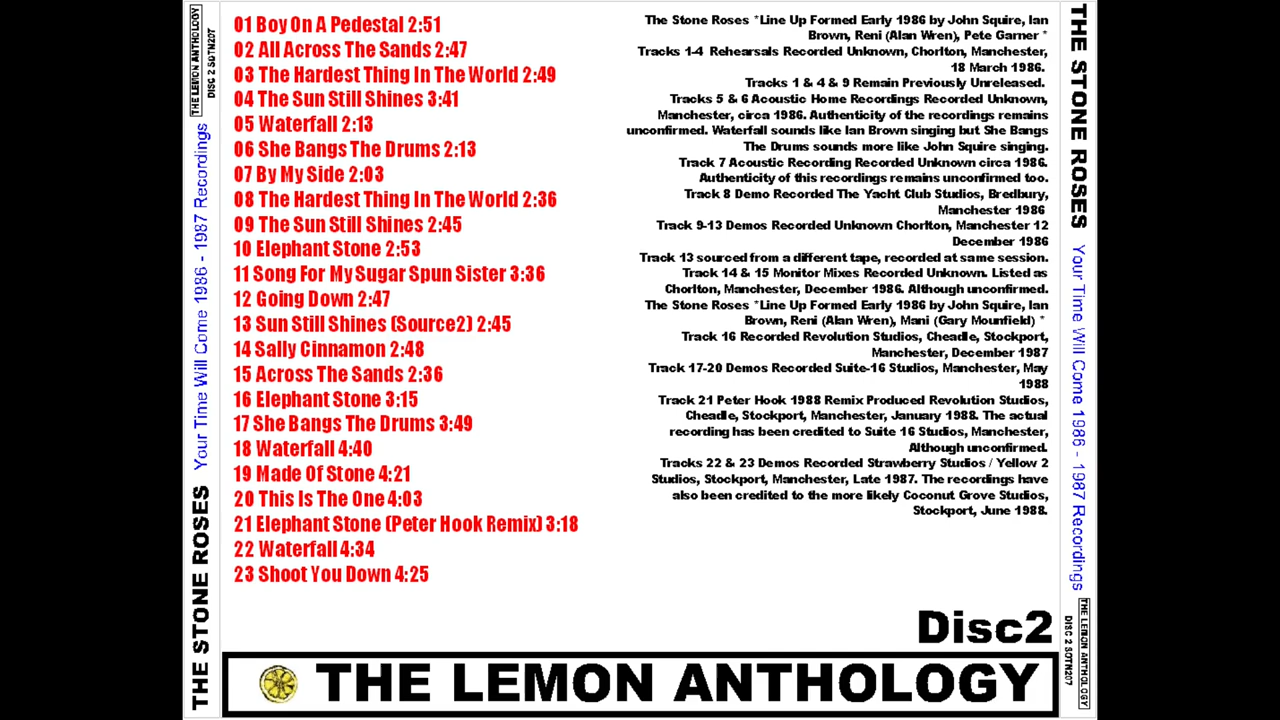 THE LEMON ANTHOLOGY
DISC 2 SOTN207
Your Time Will Come 1986 - 1987 Recordings
THE STONE ROSES
01 Boy On A Pedestal 2:51
02 All Across The Sands 2:47
03 The Hardest Thing In The World 2:49
04 The Sun Still Shines 3:41
05 Waterfall 2:13
06 She Bangs The Drums 2:13
07 By My Side 2:03
08 The Hardest Thing In The World 2:36
09 The Sun Still Shines 2:45
10 Elephant Stone 2:53
11 Song For My Sugar Spun Sister 3:36
12 Going Down 2:47
13 Sun Still Shines (Source2) 2:45
14 Sally Cinnamon 2:48
15 Across The Sands 2:36
16 Elephant Stone 3:15
17 She Bangs The Drums 3:49
18 Waterfall 4:40
19 Made Of Stone 4:21
20 This Is The One 4:03
21 Elephant Stone (Peter Hook Remix) 3:18
22 Waterfall 4:34
23 Shoot You Down 4:25
The Stone Roses *Line Up Formed Early 1986 by John Squire, Ian
Brown, Reni (Alan Wren), Pete Garner *
Tracks 1-4 Rehearsals Recorded Unknown, Chorlton, Manchester,
18 March 1986.
Tracks 1 & 4 & 9 Remain Previously Unreleased.
Tracks 5 & 6 Acoustic Home Recordings Recorded Unknown,
Manchester, circa 1986. Authenticity of the recordings remains
unconfirmed. Waterfall sounds like Ian Brown singing but She Bangs
The Drums sounds more like John Squire singing.
Track 7 Acoustic Recording Recorded Unknown circa 1986.
Authenticity of this recordings remains unconfirmed too.
Track 8 Demo Recorded The Yacht Club Studios, Bredbury,
Manchester 1986
Track 9-13 Demos Recorded Unknown Chorlton, Manchester 12
December 1986
Track 13 sourced from a different tape, recorded at same session.
Track 14 & 15 Monitor Mixes Recorded Unknown. Listed as
Chorlton, Manchester, December 1986. Although unconfirmed.
The Stone Roses *Line Up Formed Early 1986 by John Squire, Ian
Brown, Reni (Alan Wren), Mani (Gary Mounfield) *
Track 16 Recorded Revolution Studios, Cheadle, Stockport,
Manchester, December 1987
Track 17-20 Demos Recorded Suite-16 Studios, Manchester, May
1988
Track 21 Peter Hook 1988 Remix Produced Revolution Studios,
Cheadle, Stockport, Manchester, January 1988. The actual
recording has been credited to Suite 16 Studios, Manchester,
Although unconfirmed.
Tracks 22 & 23 Demos Recorded Strawberry Studios / Yellow 2
Studios, Stockport, Manchester, Late 1987. The recordings have
also been credited to the more likely Coconut Grove Studios,
Stockport, June 1988.
Disc2
THE LEMON ANTHOLOGY
THE STONE ROSES
Your Time Will Come 1986 - 1987 Recordings
THE LEMON ANTHOLOGY
DISC 2 SOTN207